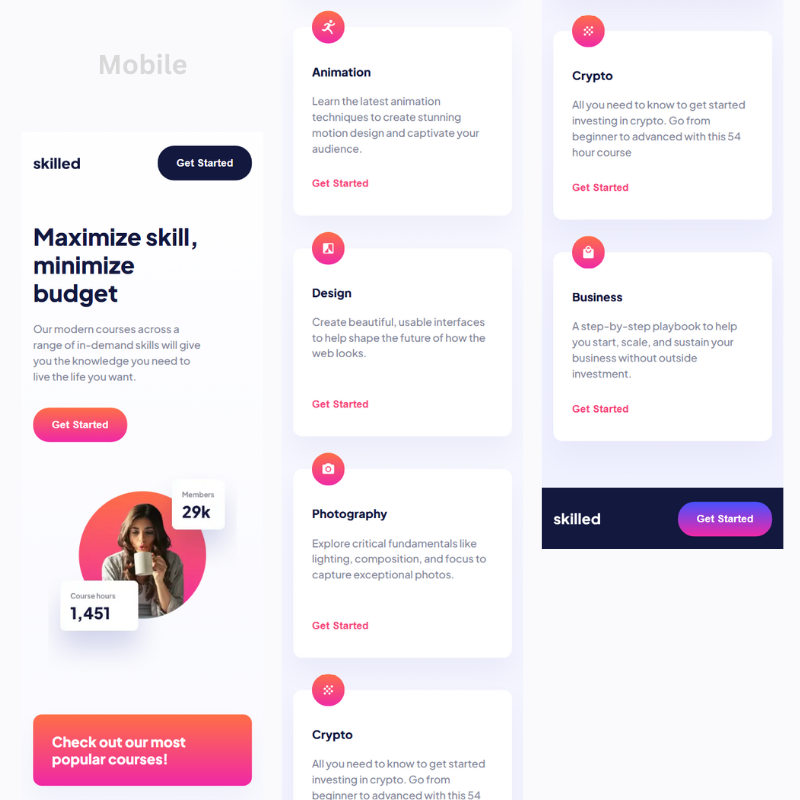 Mobile
skilled
Get Started
Maximize skill,
minimize
budget
Our modern courses across a
range of in-demand skills will give
you the knowledge you need to
live the life you want.
Get Started
Members
29k
Course hours
1,451
Check out our most
popular courses!
Animation
Learn the latest animation
techniques to create stunning
motion design and captivate your
audience.
Get Started
Design
Create beautiful, usable interfaces
to help shape the future of how the
web looks.
Get Started
Photography
Explore critical fundamentals like
lighting, composition, and focus to
capture exceptional photos.
Get Started
Crypto
All you need to know to get started
investing in crypto. Go from
beginner to advanced with this 54
Crypto
All you need to know to get started
investing in crypto. Go from
beginner to advanced with this 54
hour course
Get Started
Business
A step-by-step playbook to help
you start, scale, and sustain your
business without outside
investment.
Get Started
skilled
Get Started